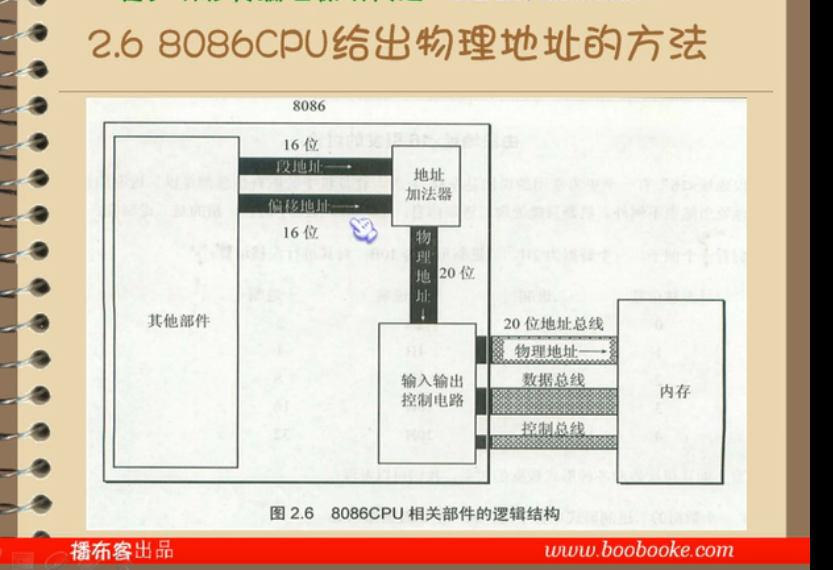 2.6 8086CPU给出物理地址的方法
8086
16 位
段地址
地址
加法器
偏移地址
16 位
物理地址
20 位
其他部件
20 位地址总线
物理地址
输入输出
控制电路
数据总线
内存
控制总线
图 2.6 8086CPU 相关部件的逻辑结构
播布客出品
www.boobooke.com